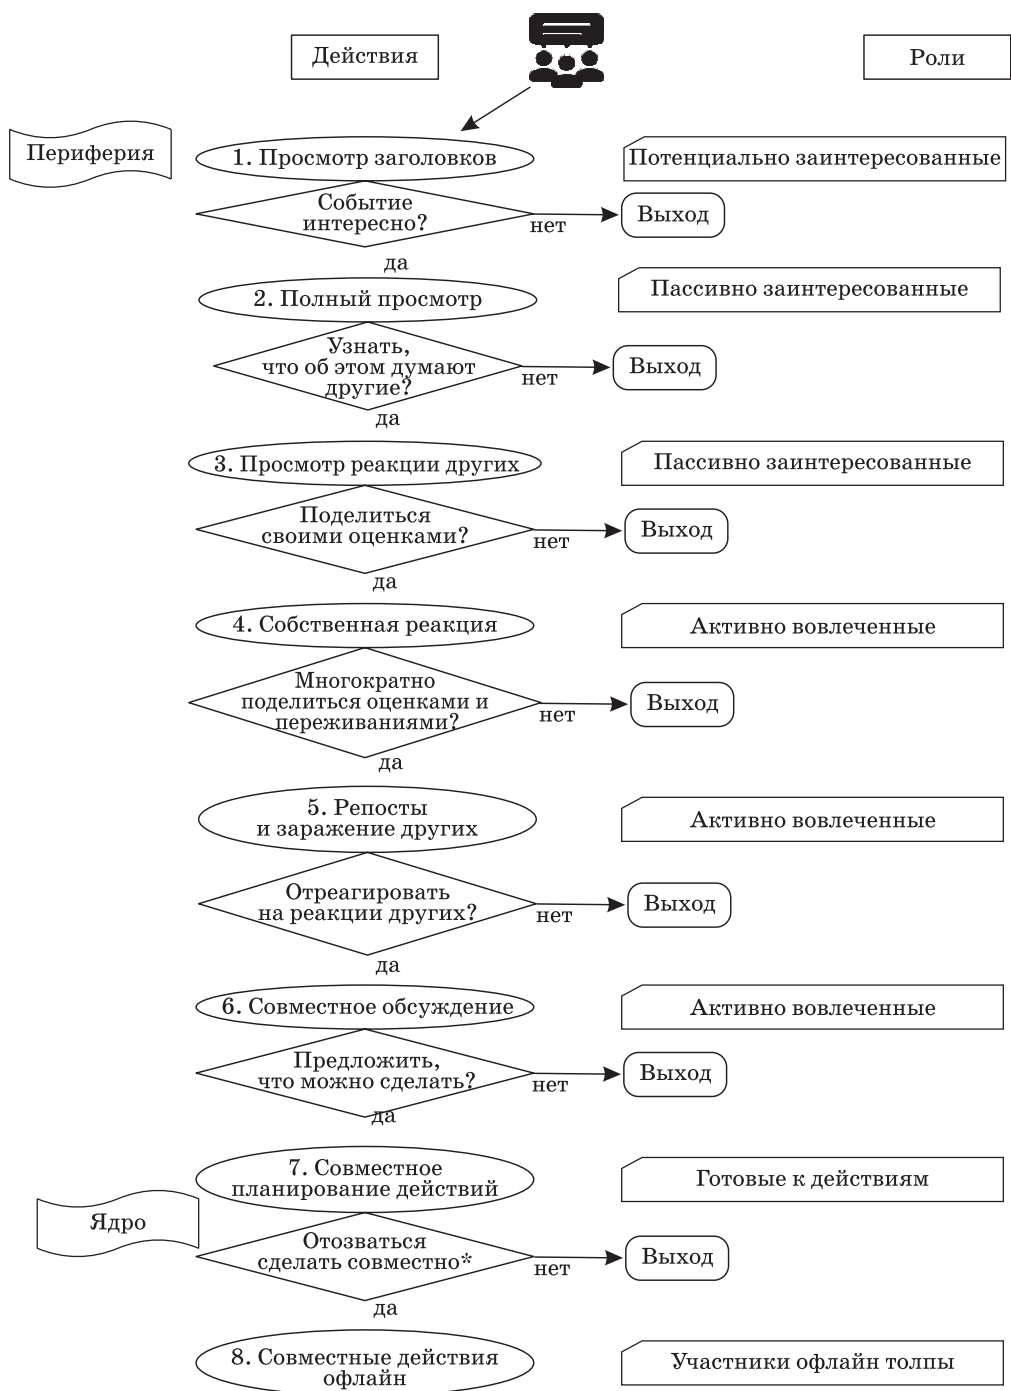 Действия
Роли
Периферия
1. Просмотр заголовков
Потенциально заинтересованные
Событие
интересно?
нет
Выход
да
2. Полный просмотр
Пассивно заинтересованные
Узнать,
что об этом думают
другие?
нет
Выход
да
3. Просмотр реакции других
Пассивно заинтересованные
Поделиться
своими оценками?
нет
Выход
да
4. Собственная реакция
Активно вовлеченные
Многократно
поделиться оценками и
переживаниями?
нет
Выход
да
5. Репосты
и заражение других
Активно вовлеченные
Отреагировать
на реакции других?
нет
Выход
да
6. Совместное обсуждение
Активно вовлеченные
Предложить,
что можно сделать?
нет
Выход
да
7. Совместное
планирование действий
Готовые к действиям
Ядро
Отозваться
сделать совместно*
нет
Выход
да
8. Совместные действия
офлайн
Участники офлайн толпы